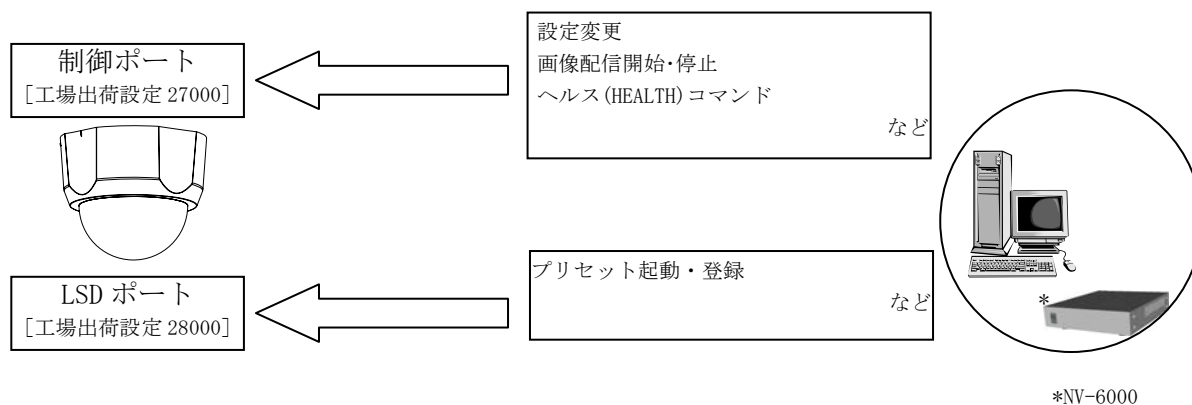 制御ポート
[工場出荷設定 27000]
設定変更
画像配信開始・停止
ヘルス(HEALTH)コマンド
など
LSD ポート
[工場出荷設定 28000]
プリセット起動・登録
など
*
*NV-6000